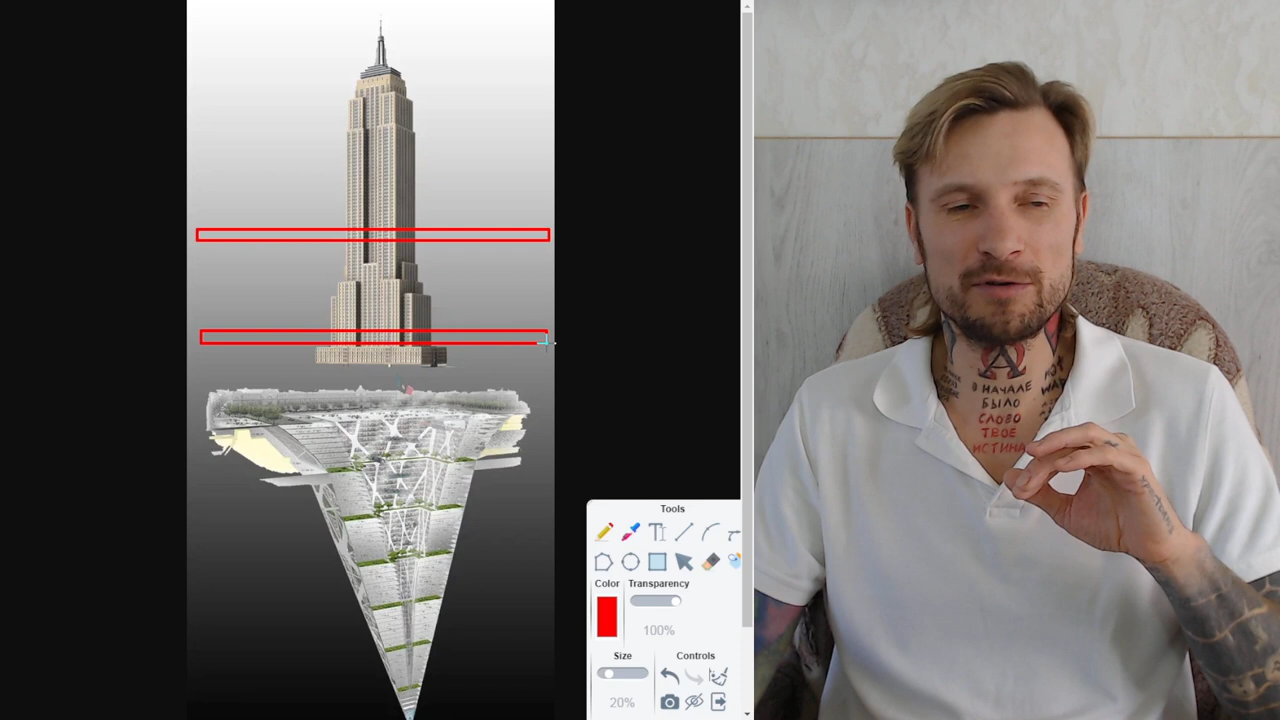 Tools
Color
Transparency
100%
Size
Controls
20%
В НАЧАЛЕ
БЫЛО
СЛОВО
ТВОЕ
ИСТИНА